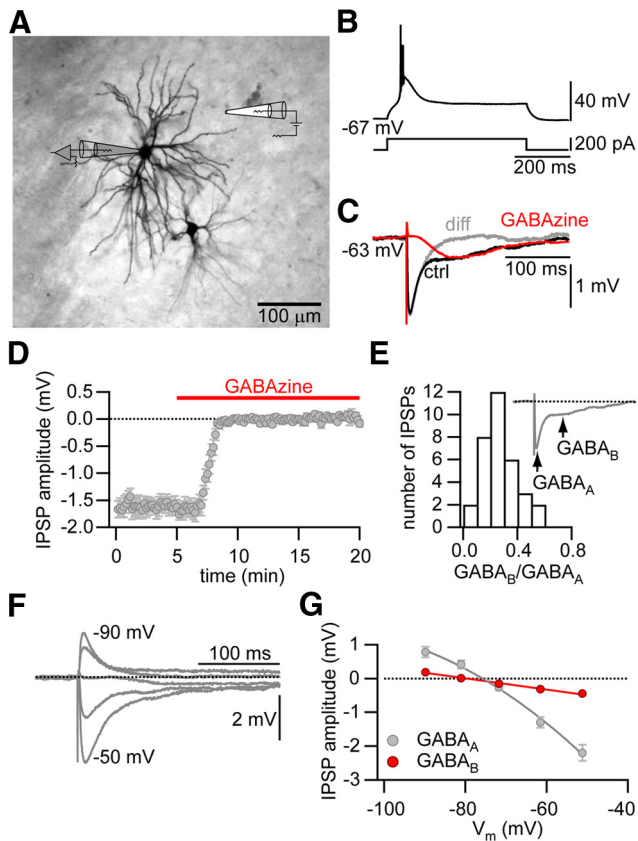 A
100 μm
B
-67 mV
40 mV
200 pA
200 ms
C
diff
GABAzine
-63 mV
ctrl
100 ms
1 mV
D
GABAzine
IPSP amplitude (mV)
0.5
0.0
-0.5
-1.0
-1.5
-2.0
0 5 10 15 20
time (min)
E
number of IPSPs
12
10
8
6
4
2
0.0 0.4 0.8
GABAB/GABAA
GABAB
GABAA
F
-90 mV
100 ms
2 mV
-50 mV
G
IPSP amplitude (mV)
1
0
-1
-2
-3
GABAA
GABAB
-100 -80 -60 -40
Vm (mV)